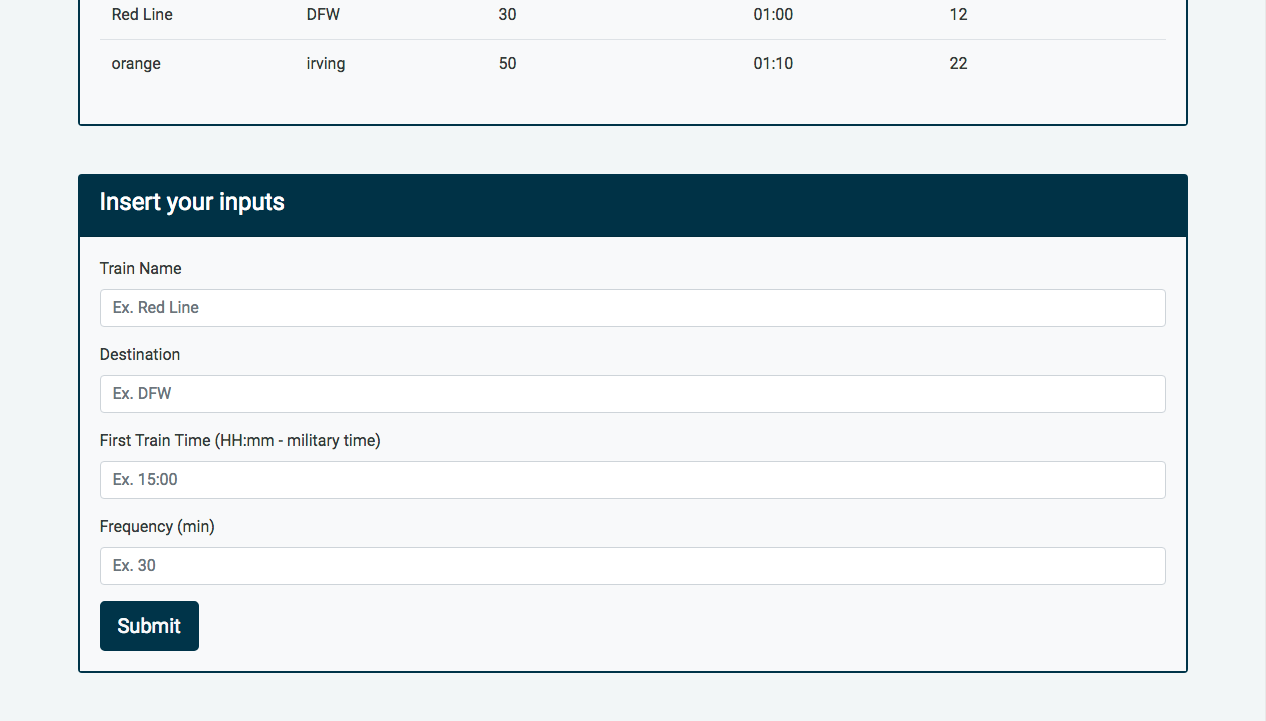 Red Line DFW 30 01:00 12
orange irving 50 01:10 22
Insert your inputs
Train Name
Ex. Red Line
Destination
Ex. DFW
First Train Time (HH:mm - military time)
Ex. 15:00
Frequency (min)
Ex. 30
Submit